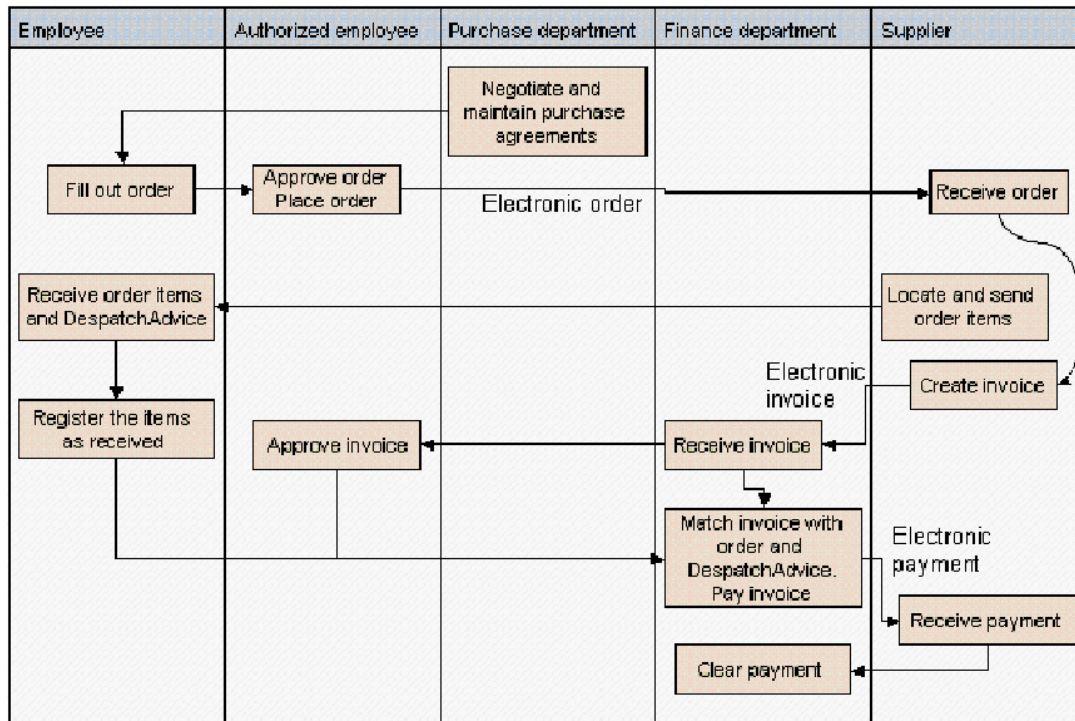 Employee
Authorized employee
Purchase department
Finance department
Supplier
Negotiate and
maintain purchase
agreements
Fill out order
Approve order
Place order
Electronic order
Receive order
Receive order items
and DespatchAdvice
Locate and send
order items
Electronic
invoice
Create invoice
Register the items
as received
Approve invoice
Receive invoice
Match invoice with
order and
DespatchAdvice.
Pay invoice
Electronic
payment
Receive payment
Clear payment